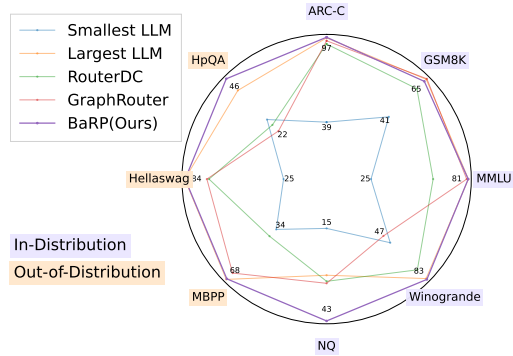 ARC-C
Smallest LLM
Largest LLM
RouterDC
GraphRouter
BaRP(Ours)
HpQA
GSM8K
97
46
65
39
41
22
Hellaswag
84
25
25
81
MMLU
15
34
47
In-Distribution
Out-of-Distribution
68
83
MBPP
Winogrande
43
NQ